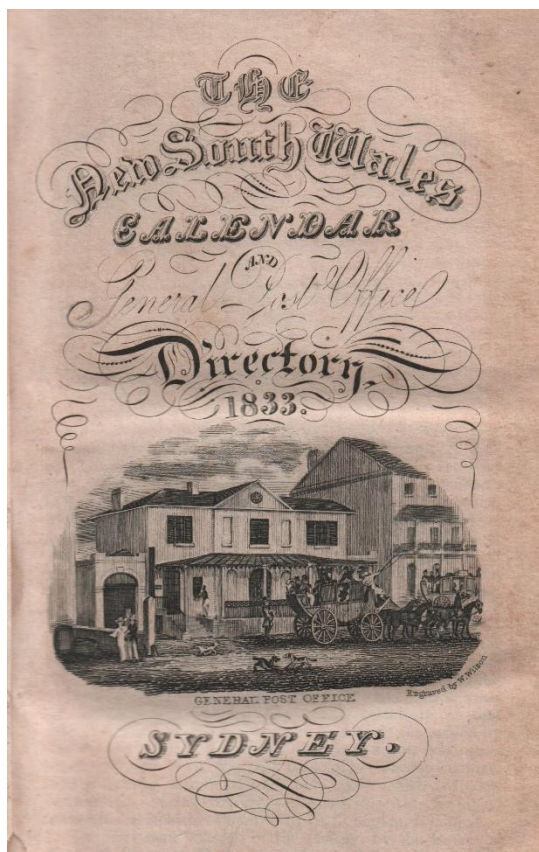 THE
New South Wales
CALENDAR
AND
General Post Office
Directory,
1833.
GENERAL POST OFFICE
Engraved by W. Wilson
SYDNEY.